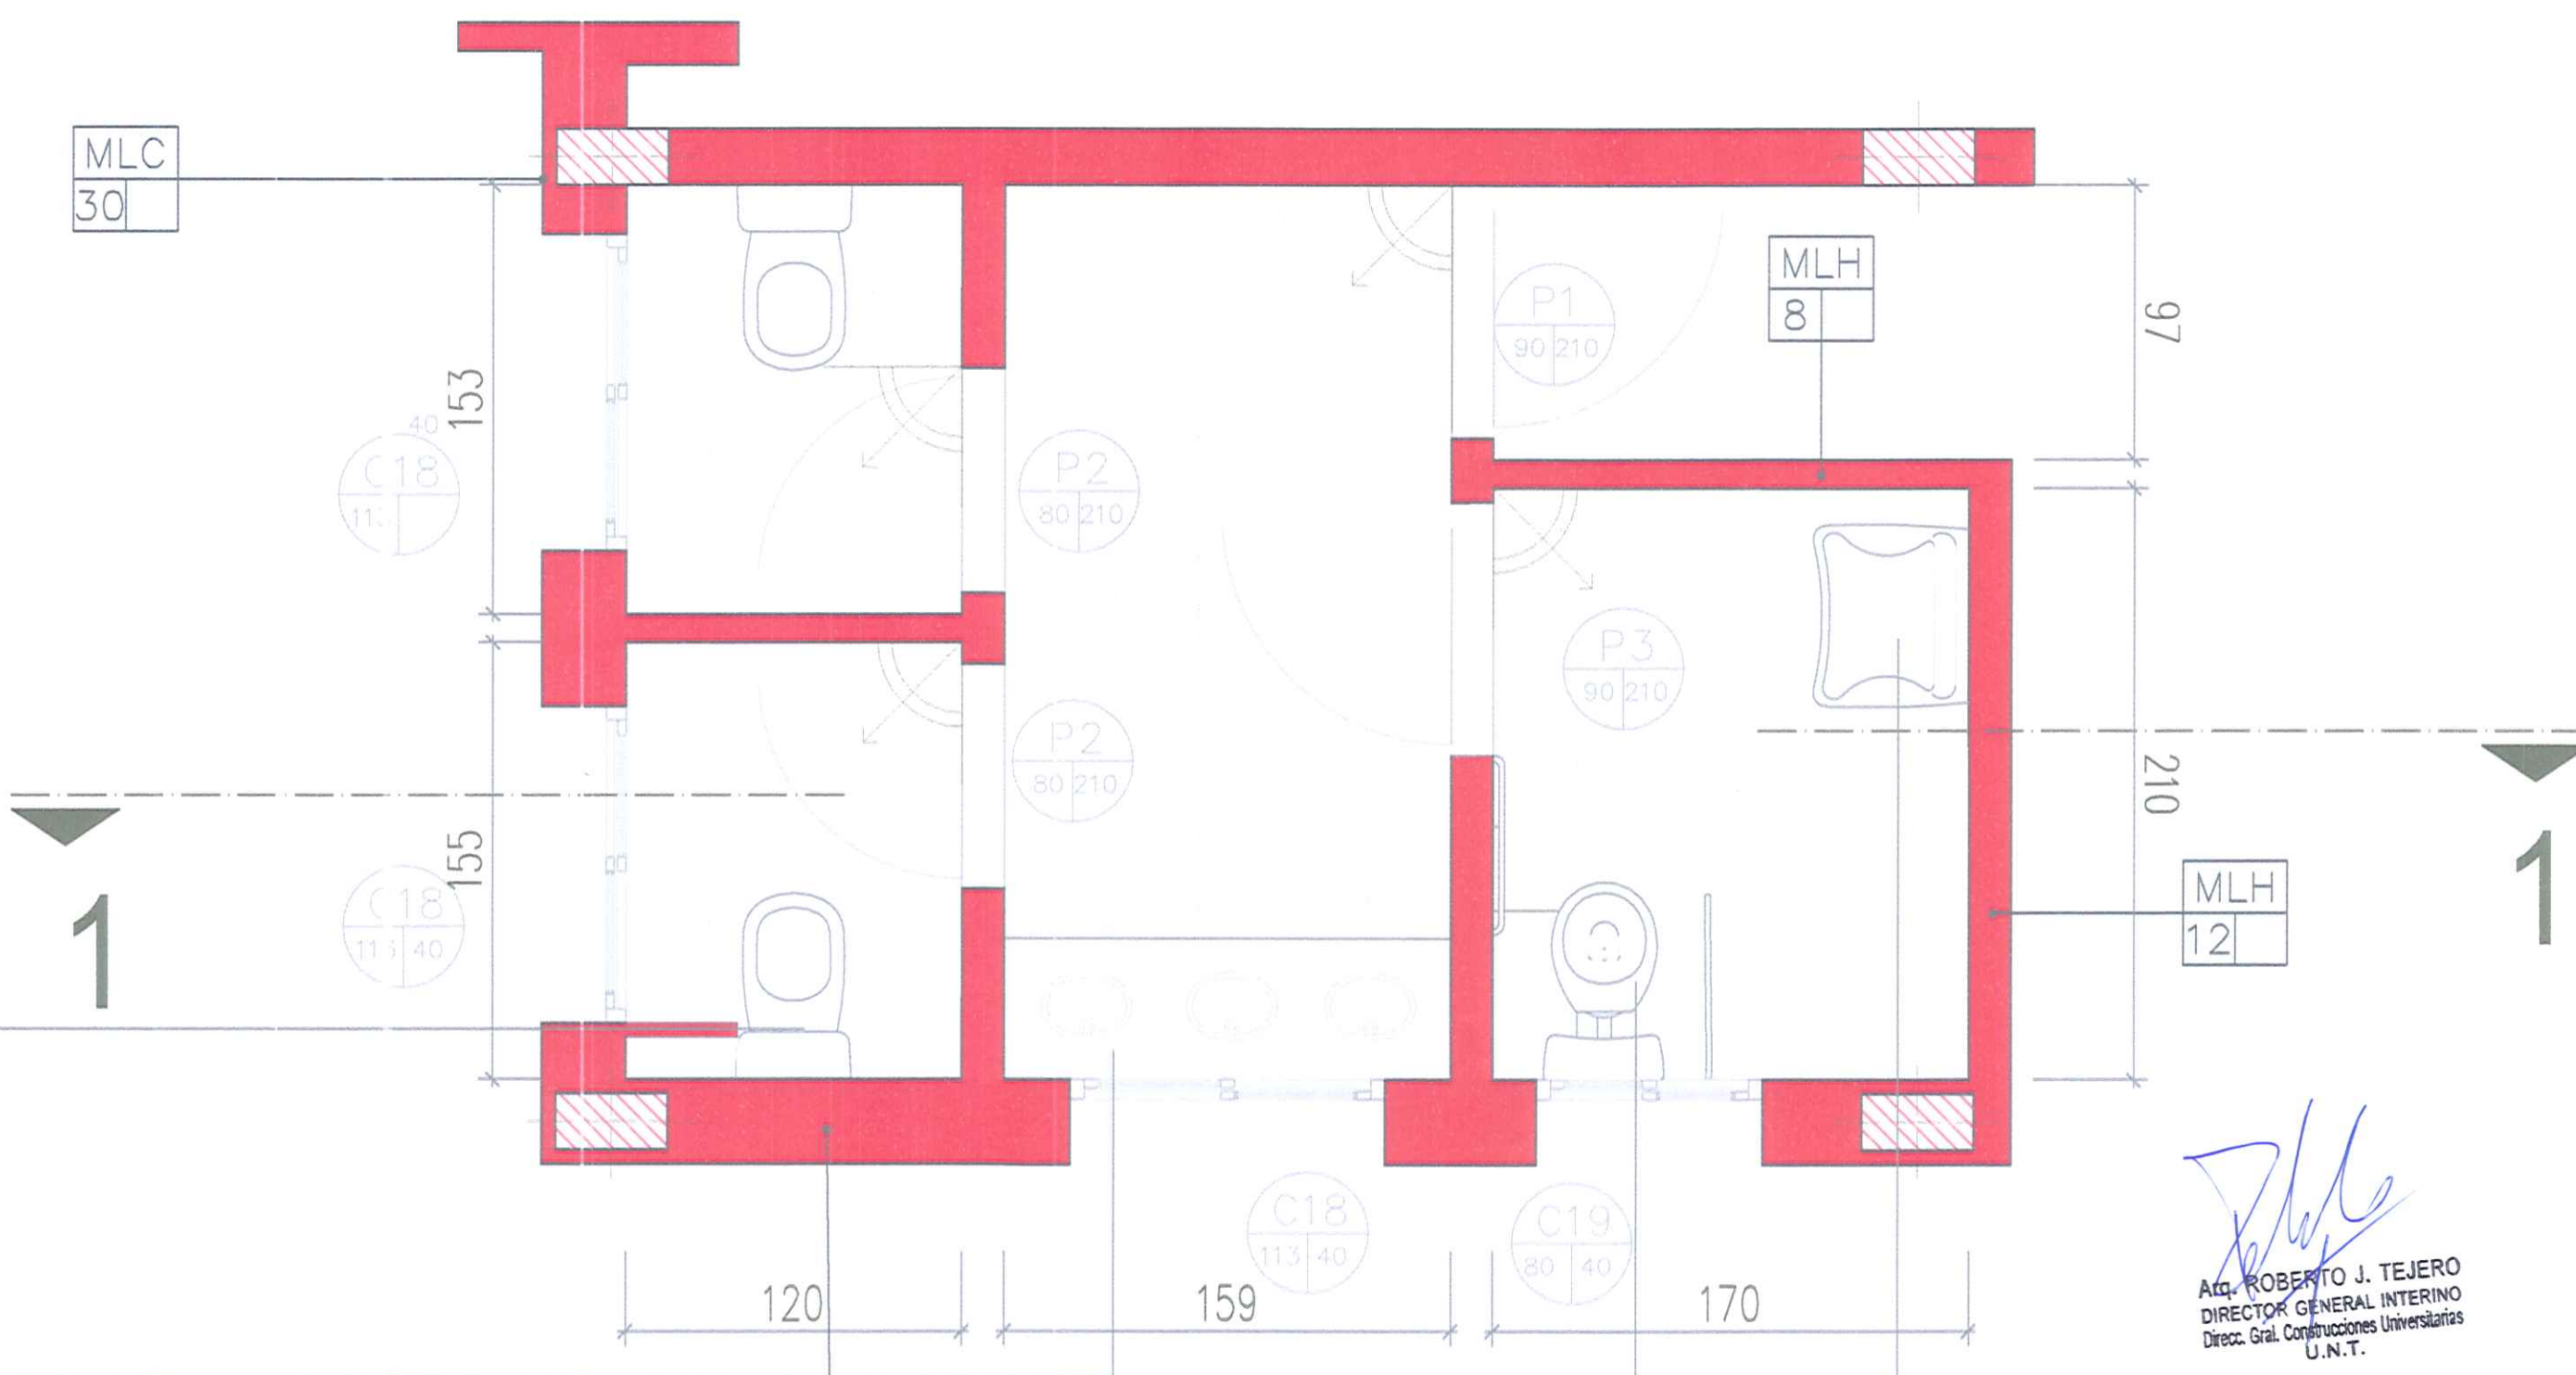 MLC
30
153
40
C18
11
155
C18
113 40
1
P2
80 210
P2
80 210
P1
90 210
MLH
8
97
P3
90 210
210
1
MLH
12
C18
113 40
C19
80 40
120
159
170
Arq. ROBERTO J. TEJERO
DIRECTOR GENERAL INTERINO
Direcc. Gral. Construcciones Universitarias
U.N.T.